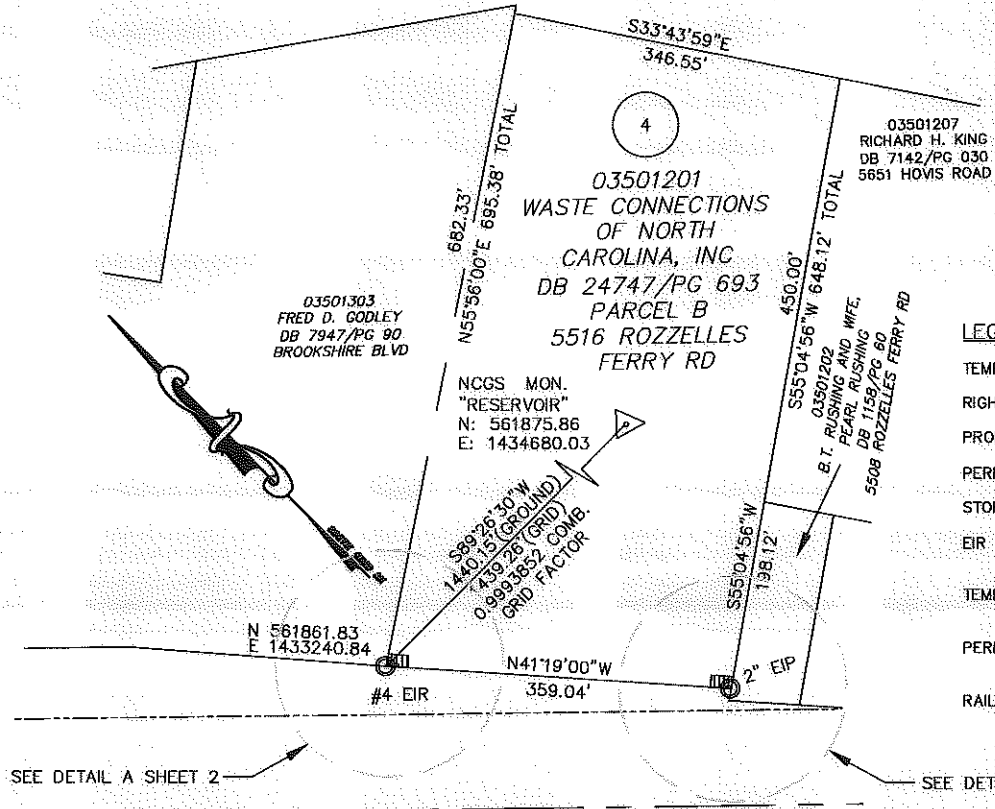 S33°43'59"E
346.55'
4
03501207
RICHARD H. KING
DB 7142/PG 030
5651 HOVIS ROAD
03501201
WASTE CONNECTIONS
OF NORTH
CAROLINA, INC
DB 24747/PG 693
PARCEL B
5516 ROZZELLES
FERRY RD
682.33'
N55°56'00"E 695.38' TOTAL
450.00'
S55°04'56"W 648.12' TOTAL
03501303
FRED D. GODLEY
DB 7947/PG 90
BROOKSHIRE BLVD
03501202
B.T. RUSHING AND WIFE,
PEARL RUSHING
DB 1158/PG 60
5508 ROZZELLES FERRY RD
NCGS MON.
"RESERVOIR"
N: 561875.86
E: 1434680.03
S89°26'30"W
1440.15 (GROUND)
1439.26 (GRID)
0.9993852 COMB.
GRID FACTOR
S55°04'56"W
198.12'
N 561861.83
E 1433240.84
#4 EIR
N41°19'00"W
359.04'
2" EIP
SEE DETAIL A SHEET 2
SEE DET
LEG
TEM
RIGH
PRO
PER
STO
EIR
TEM
PER
RAIL